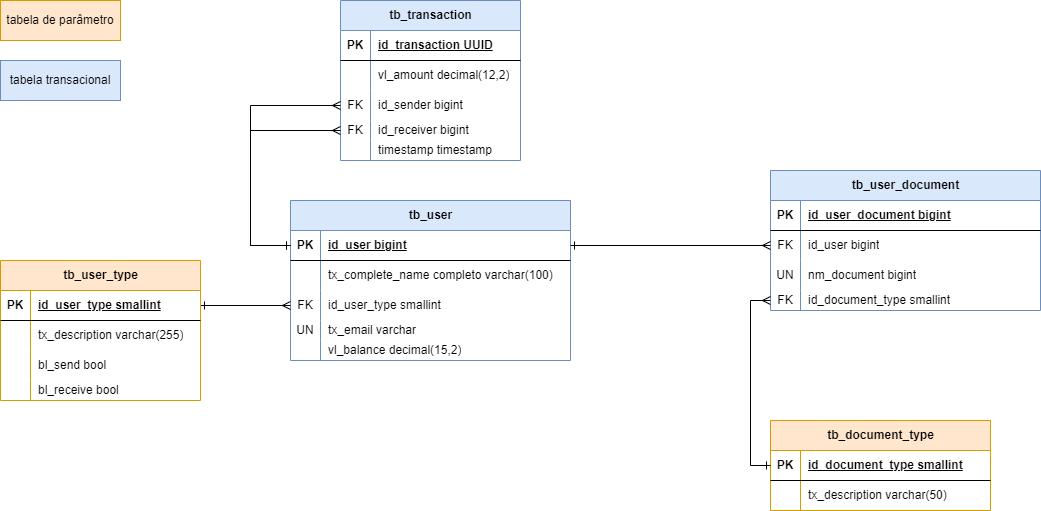 tabela de parâmetro
tabela transacional
tb_transaction
PK id_transaction UUID
vl_amount decimal(12,2)
FK id_sender bigint
FK id_receiver bigint
timestamp timestamp
tb_user
PK id_user bigint
tx_complete_name completo varchar(100)
FK id_user_type smallint
UN tx_email varchar
vl_balance decimal(15,2)
tb_user_document
PK id_user_document bigint
FK id_user bigint
UN nm_document bigint
FK id_document_type smallint
tb_user_type
PK id_user_type smallint
tx_description varchar(255)
bl_send bool
bl_receive bool
tb_document_type
PK id_document_type smallint
tx_description varchar(50)